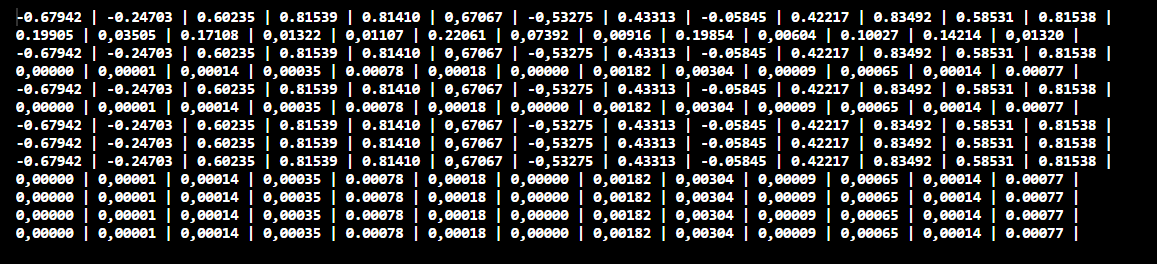 -0.67942 | -0.24703 | 0.60235 | 0.81539 | 0.81410 | 0,67067 | -0,53275 | 0.43313 | -0.05845 | 0.42217 | 0.83492 | 0.58531 | 0.81538 |
0.19905 | 0,03505 | 0.17108 | 0,01322 | 0,01107 | 0.22061 | 0,07392 | 0,00916 | 0.19854 | 0,00604 | 0.10027 | 0.14214 | 0,01320 |
-0.67942 | -0.24703 | 0.60235 | 0.81539 | 0.81410 | 0,67067 | -0,53275 | 0.43313 | -0.05845 | 0.42217 | 0.83492 | 0.58531 | 0.81538 |
0,00000 | 0,00001 | 0,00014 | 0,00035 | 0.00078 | 0,00018 | 0,00000 | 0,00182 | 0,00304 | 0,00009 | 0,00065 | 0,00014 | 0.00077 |
-0.67942 | -0.24703 | 0.60235 | 0.81539 | 0.81410 | 0,67067 | -0,53275 | 0.43313 | -0.05845 | 0.42217 | 0.83492 | 0.58531 | 0.81538 |
0,00000 | 0,00001 | 0,00014 | 0,00035 | 0.00078 | 0,00018 | 0,00000 | 0,00182 | 0,00304 | 0,00009 | 0,00065 | 0,00014 | 0.00077 |
-0.67942 | -0.24703 | 0.60235 | 0.81539 | 0.81410 | 0,67067 | -0,53275 | 0.43313 | -0.05845 | 0.42217 | 0.83492 | 0.58531 | 0.81538 |
-0.67942 | -0.24703 | 0.60235 | 0.81539 | 0.81410 | 0,67067 | -0,53275 | 0.43313 | -0.05845 | 0.42217 | 0.83492 | 0.58531 | 0.81538 |
-0.67942 | -0.24703 | 0.60235 | 0.81539 | 0.81410 | 0,67067 | -0,53275 | 0.43313 | -0.05845 | 0.42217 | 0.83492 | 0.58531 | 0.81538 |
0,00000 | 0,00001 | 0,00014 | 0,00035 | 0.00078 | 0,00018 | 0,00000 | 0,00182 | 0,00304 | 0,00009 | 0,00065 | 0,00014 | 0.00077 |
0,00000 | 0,00001 | 0,00014 | 0,00035 | 0.00078 | 0,00018 | 0,00000 | 0,00182 | 0,00304 | 0,00009 | 0,00065 | 0,00014 | 0.00077 |
0,00000 | 0,00001 | 0,00014 | 0,00035 | 0.00078 | 0,00018 | 0,00000 | 0,00182 | 0,00304 | 0,00009 | 0,00065 | 0,00014 | 0.00077 |
0,00000 | 0,00001 | 0,00014 | 0,00035 | 0.00078 | 0,00018 | 0,00000 | 0,00182 | 0,00304 | 0,00009 | 0,00065 | 0,00014 | 0.00077 |